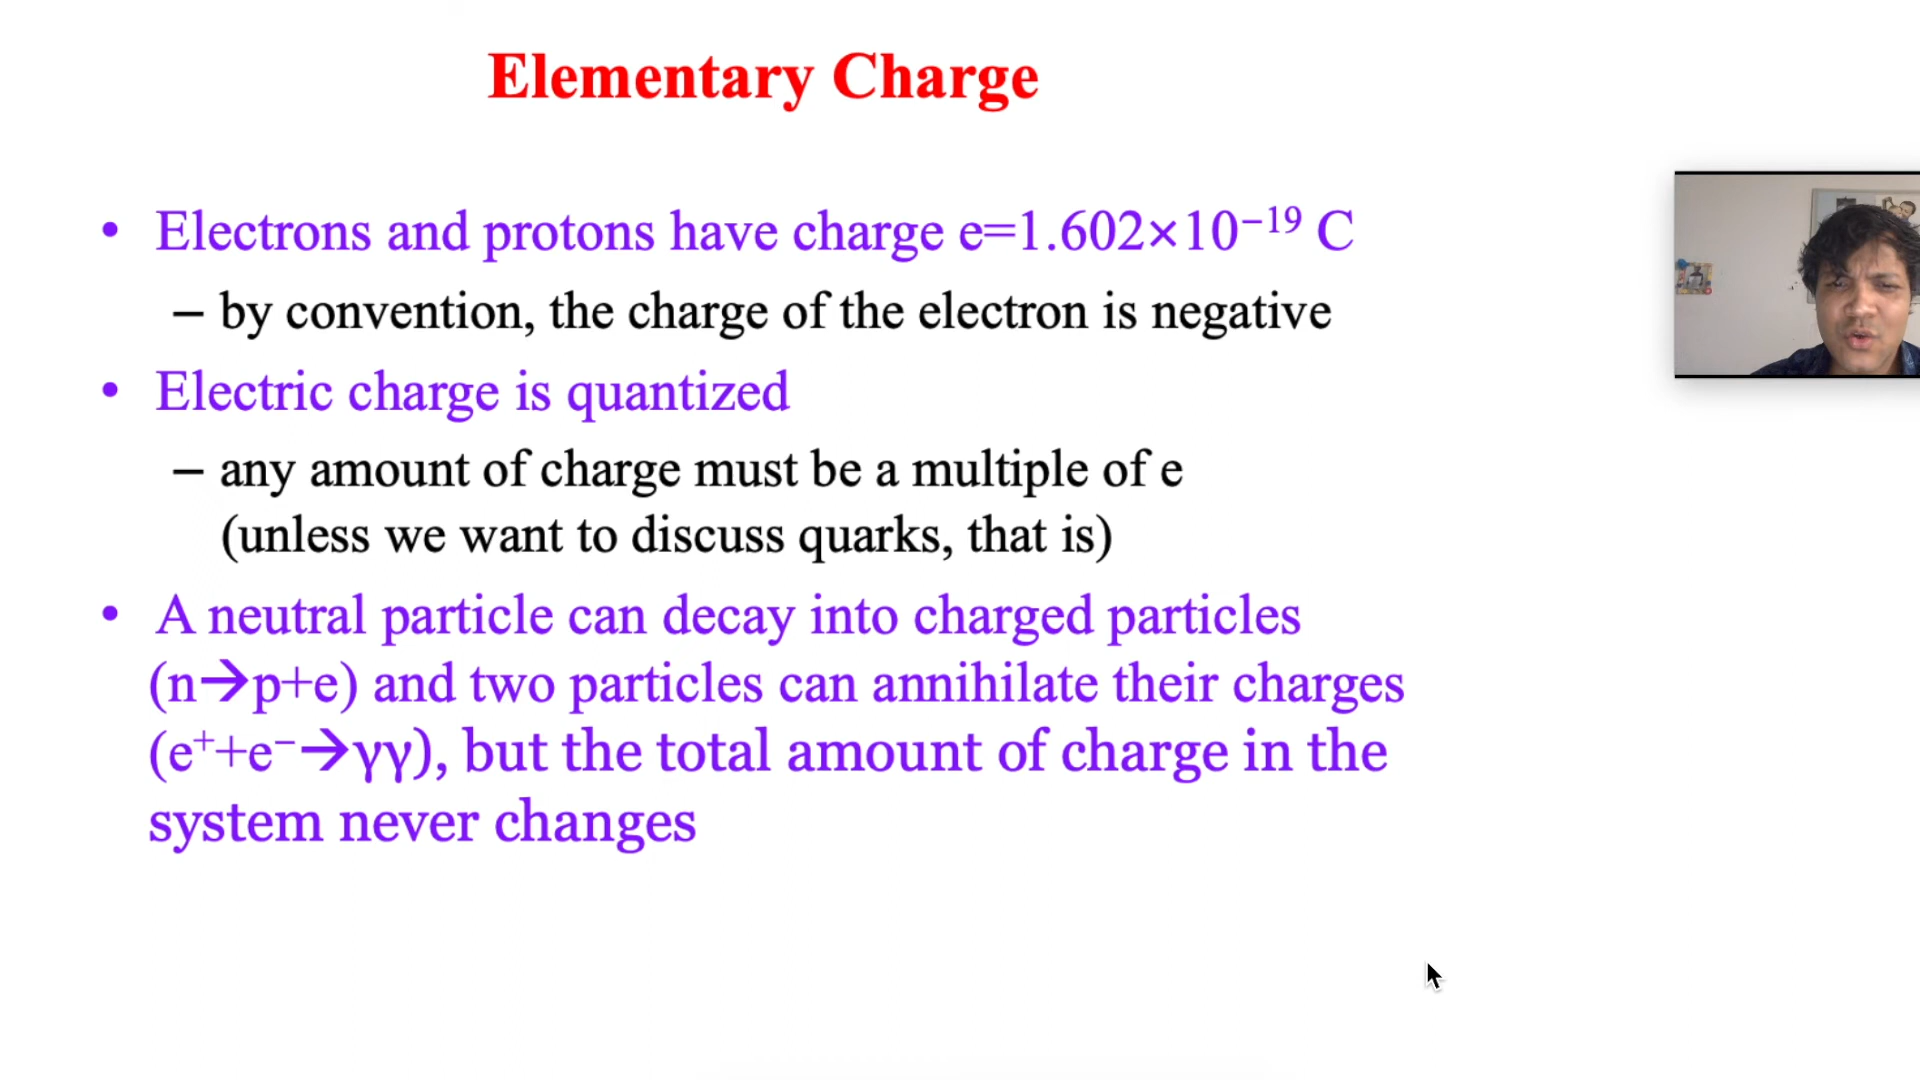 Elementary Charge
• Electrons and protons have charge e=1.602×10⁻¹⁹ C
– by convention, the charge of the electron is negative
• Electric charge is quantized
– any amount of charge must be a multiple of e
(unless we want to discuss quarks, that is)
• A neutral particle can decay into charged particles
(n→p+e) and two particles can annihilate their charges
(e⁺+e⁻→γγ), but the total amount of charge in the
system never changes